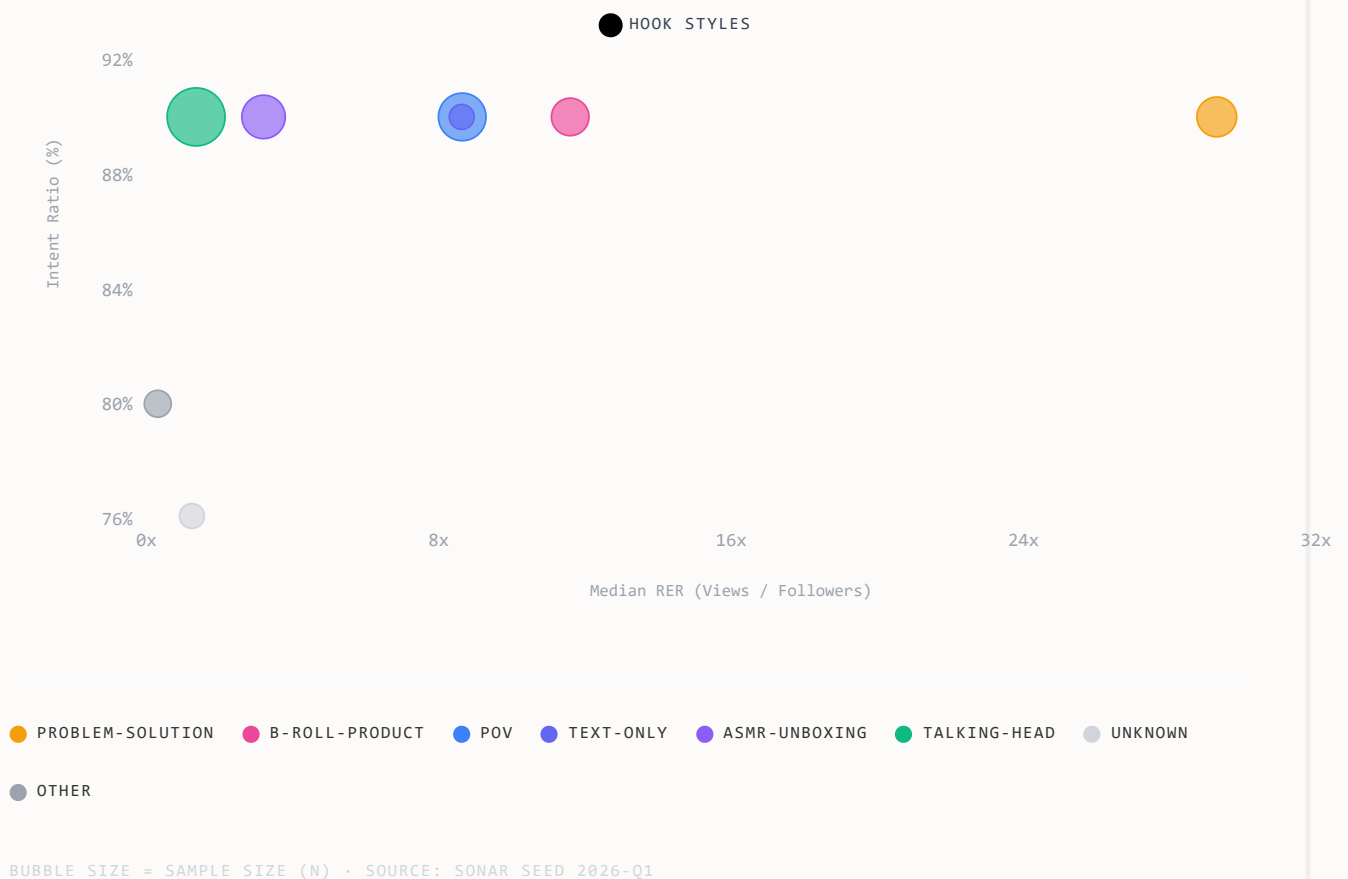 HOOK STYLES
92%
88%
84%
80%
76%
Intent Ratio (%)
0x 8x 16x 24x 32x
Median RER (Views / Followers)
PROBLEM-SOLUTION B-ROLL-PRODUCT POV TEXT-ONLY ASMR-UNBOXING TALKING-HEAD UNKNOWN
OTHER
BUBBLE SIZE = SAMPLE SIZE (N) · SOURCE: SONAR SEED 2026-Q1